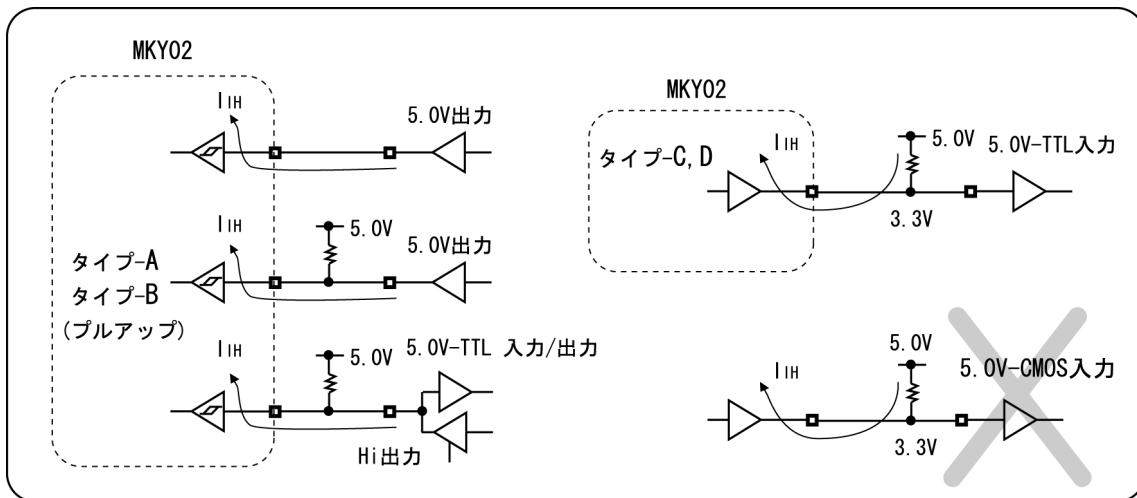 MKY02
IIH
5.0V出力
IIH
5.0V
5.0V出力
タイプ-A
タイプ-B
(プルアップ)
IIH
5.0V
5.0V-TTL 入力/出力
Hi出力
MKY02
タイプ-C,D
IIH
5.0V
5.0V-TTL入力
3.3V
IIH
5.0V
5.0V-CMOS入力
3.3V